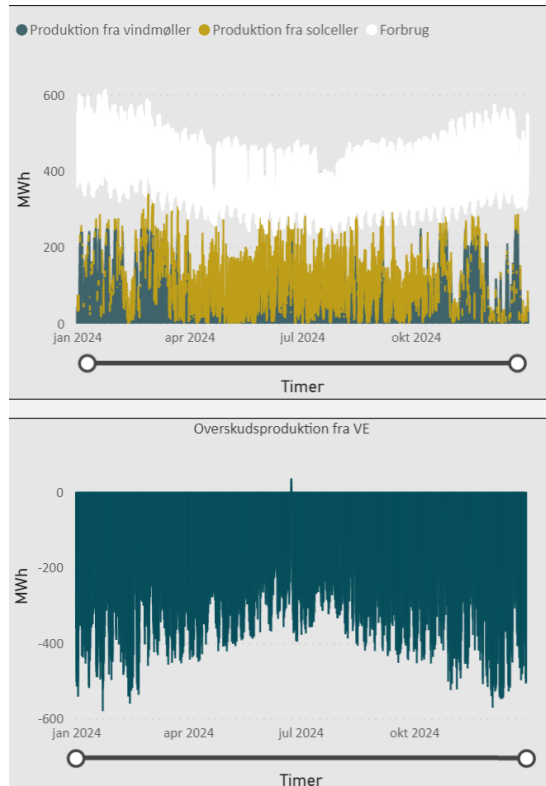 Produktion fra vindmøller Produktion fra solceller Forbrug
600
400
200
0
MWh
jan 2024 apr 2024 jul 2024 okt 2024
Timer
Overskudsproduktion fra VE
0
-200
-400
-600
MWh
jan 2024 apr 2024 jul 2024 okt 2024
Timer